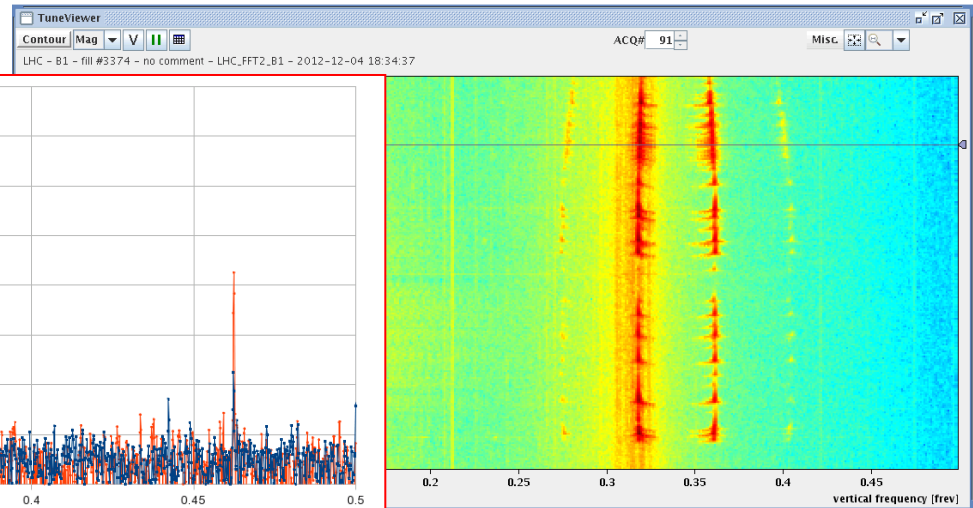 TuneViewer
Contour Mag V ACQ# 91 Misc.
LHC - B1 - fill #3374 - no comment - LHC_FFT2_B1 - 2012-12-04 18:34:37
0.2 0.25 0.3 0.35 0.4 0.45
0.4 0.45 0.5
vertical frequency [frev]